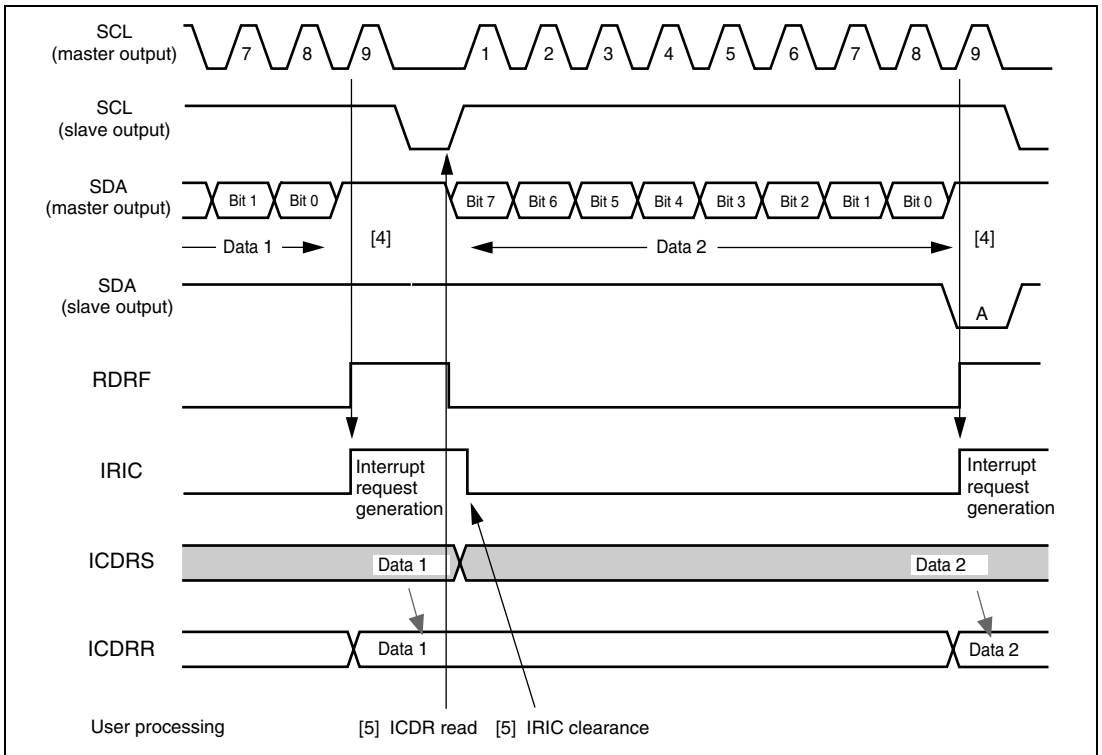 SCL
(master output)
7 8 9 1 2 3 4 5 6 7 8 9
SCL
(slave output)
SDA
(master output)
Bit 1 Bit 0 Bit 7 Bit 6 Bit 5 Bit 4 Bit 3 Bit 2 Bit 1 Bit 0
Data 1 [4] Data 2 [4]
SDA
(slave output)
A
RDRF
IRIC
Interrupt
request
generation
Interrupt
request
generation
ICDRS
Data 1 Data 2
ICDRR
Data 1 Data 2
User processing [5] ICDR read [5] IRIC clearance